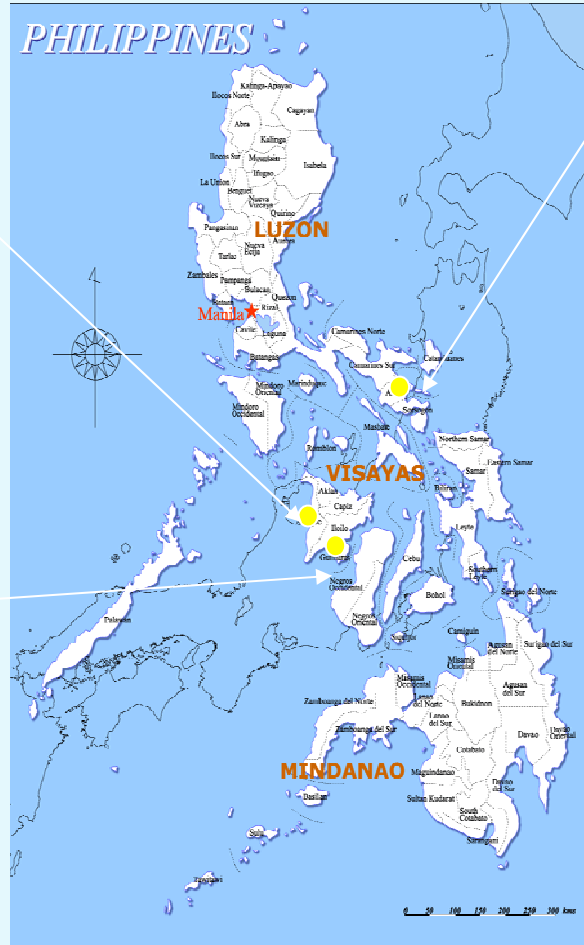 PHILIPPINES
Kalinga-Apayao
Ilocos Norte
Cagayan
Abra
Kalinga
Ilocos Sur
Mountain
Isabela
Ifugao
La Union
Benguet
Nueva
Vizcaya
Quirino
Pangasinan
LUZON
Aurora
Nueva
Ecija
Tarlac
Zambales
Pampanga
Bulacan
Quezon
Bataan
Rizal
Manila
Cavite
Laguna
Camarines Norte
Batangas
Camarines Sur
Mindoro
Oriental
Marinduque
Sorsogon
Mindoro
Occidental
Masbate
Romblon
Northern Samar
VISAYAS
Eastern Samar
Samar
Aklan
Biliran
Capiz
Iloilo
Leyte
Cebu
Southern
Leyte
Negros
Occidental
Surigao del Norte
Bohol
Palawan
Negros
Oriental
Siquijor
Camiguin
Agusan
del Norte
Surigao del Sur
Misamis
Oriental
Misamis
Occidental
Agusan
del Sur
Zamboanga del Norte
del Norte
Bukidnon
Lanao
del Sur
Zamboanga del Sur
Davao
Davao
Oriental
Cotabato
MINDANAO
Maguindanao
Davao
del Sur
Basilan
Sultan Kudarat
South
Cotabato
Sarangani
Sulu
Tawitawi
0 50 100 150 200 250 300 kms